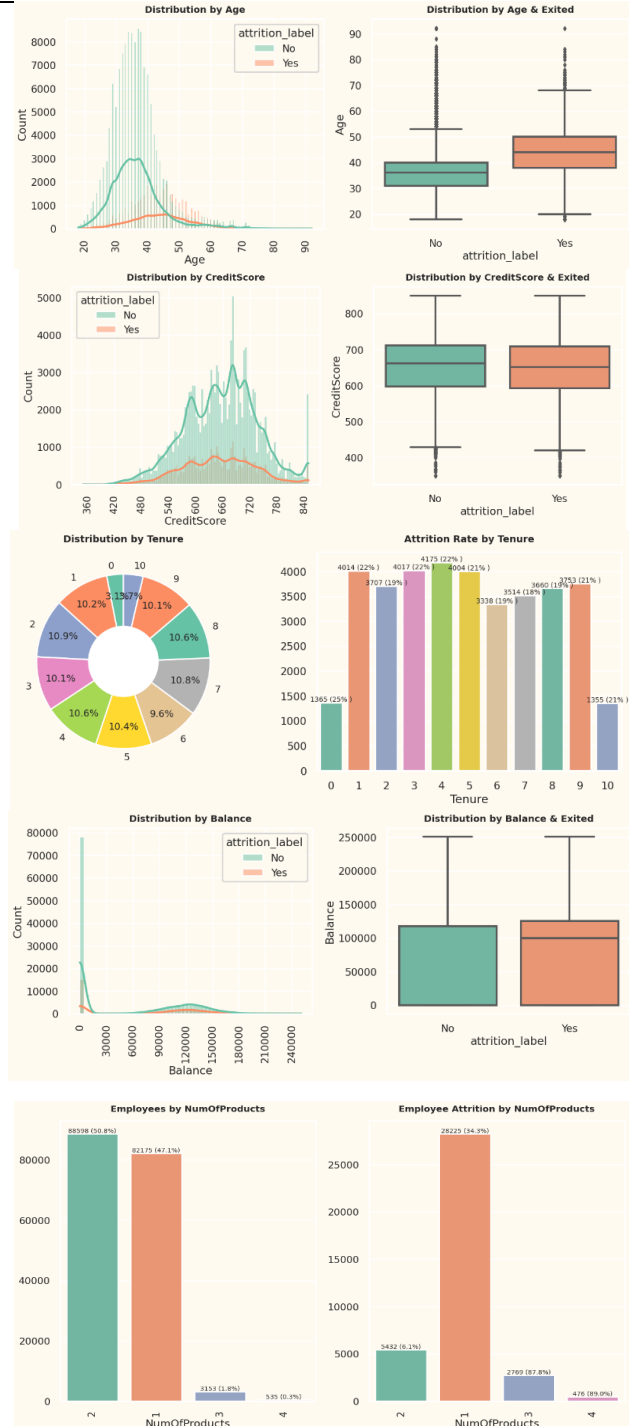 Distribution by Age
attrition_label
No
Yes
8000
7000
6000
5000
4000
3000
2000
1000
0
Count
20 30 40 50 60 70 80 90
Age
Distribution by Age & Exited
90
80
70
60
50
40
30
20
Age
No Yes
attrition_label
Distribution by CreditScore
attrition_label
No
Yes
5000
4000
3000
2000
1000
0
Count
360 420 480 540 600 660 720 780 840
CreditScore
Distribution by CreditScore & Exited
800
700
600
500
400
CreditScore
No Yes
attrition_label
Distribution by Tenure
0 10
1 9
3.1% 3.7%
10.2% 10.1%
2 10.9% 10.6% 8
3 10.1% 10.8% 7
4 10.6% 10.4% 9.6% 6
5
Attrition Rate by Tenure
4000
3500
3000
2500
2000
1500
1000
500
0
1365 (25% )
4014 (22% )
3707 (19% )
4017 (22% )
4175 (22% )
4004 (21% )
3338 (19% )
3514 (18% )
3660 (19% )
3753 (21% )
1355 (21% )
0 1 2 3 4 5 6 7 8 9 10
Tenure
Distribution by Balance
attrition_label
No
Yes
80000
70000
60000
50000
40000
30000
20000
10000
0
Count
0 30000 60000 90000 120000 150000 180000 210000 240000
Balance
Distribution by Balance & Exited
250000
200000
150000
100000
50000
0
Balance
No Yes
attrition_label
Employees by NumOfProducts
88598 (50.8%)
82175 (47.1%)
3153 (1.8%)
535 (0.3%)
80000
60000
40000
20000
0
2 1 3 4
NumOfProducts
Employee Attrition by NumOfProducts
28225 (34.3%)
5432 (6.1%)
2769 (87.8%)
476 (89.0%)
25000
20000
15000
10000
5000
0
2 1 3 4
NumOfProducts